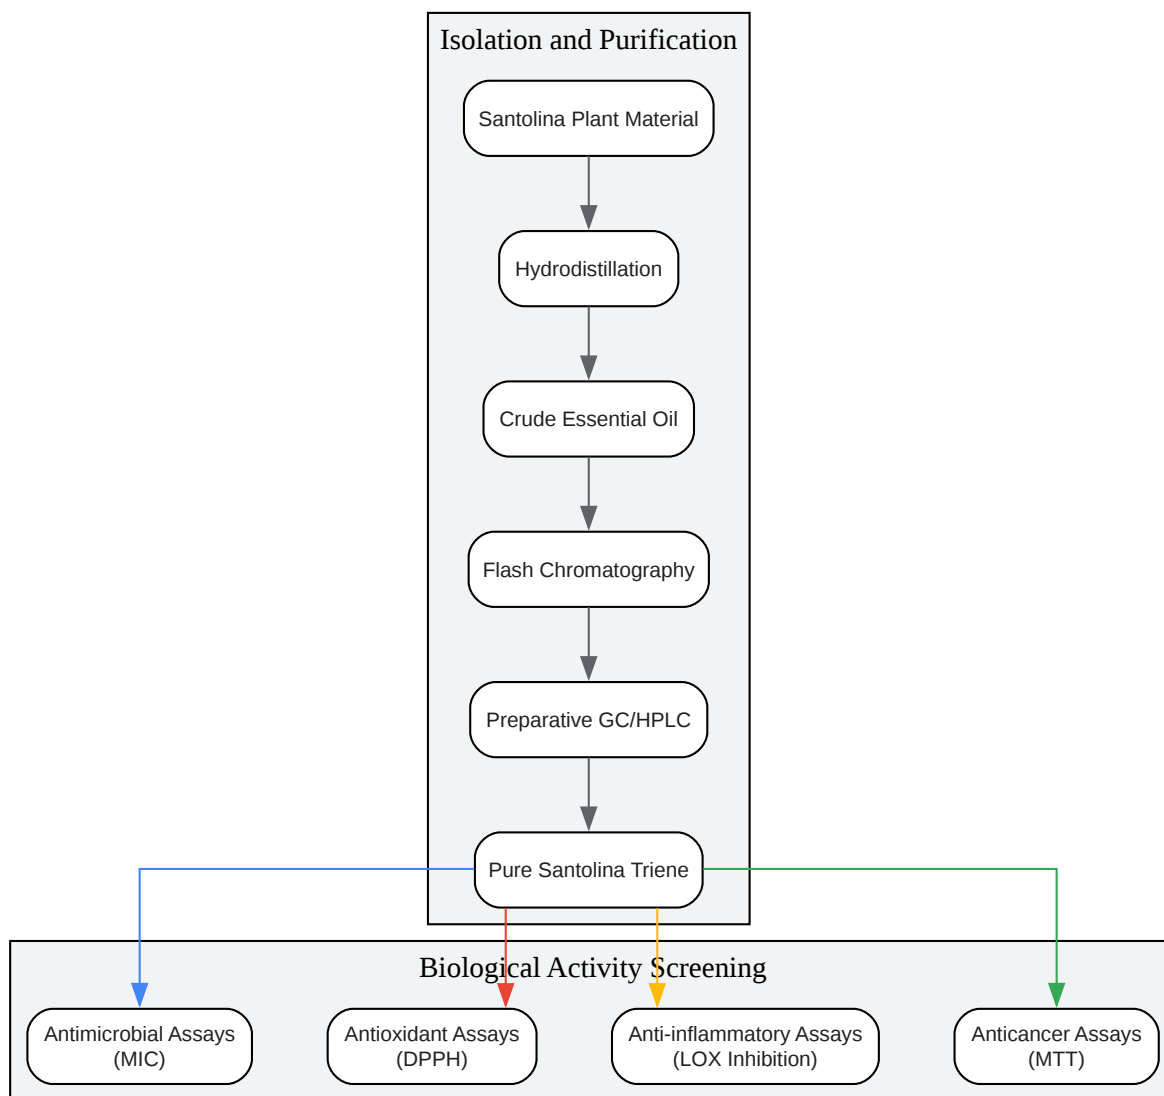 Isolation and Purification
Santolina Plant Material
Hydrodistillation
Crude Essential Oil
Flash Chromatography
Preparative GC/HPLC
Pure Santolina Triene
Biological Activity Screening
Antimicrobial Assays
(MIC)
Antioxidant Assays
(DPPH)
Anti-inflammatory Assays
(LOX Inhibition)
Anticancer Assays
(MTT)